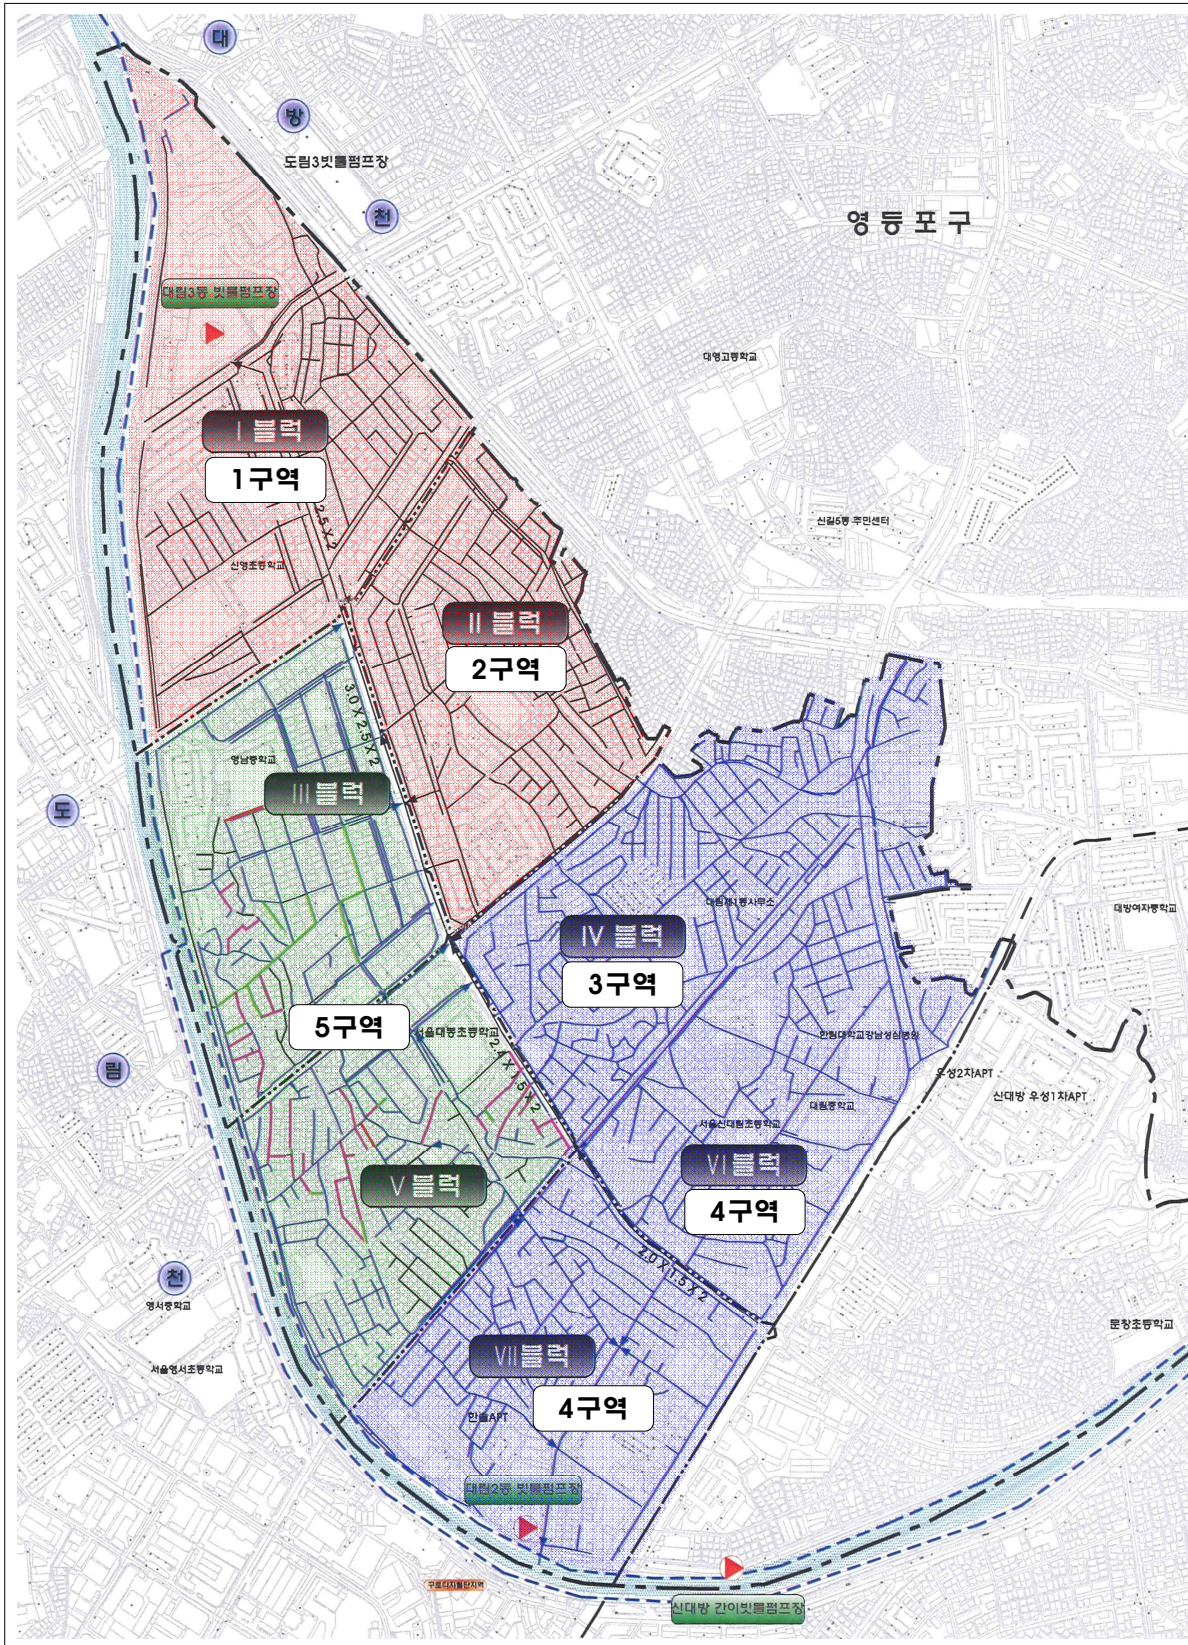 대
방
도림3빗물펌프장
천
영등포구
대림3동 빗물펌프장
대영고등학교
I 블럭
1구역
2.5 X 2
신길5동 주민센터
신영초등학교
II 블럭
2구역
3.0 X 2.5 X 2
영남중학교
III 블럭
도
대림제1동사무소
대방여자중학교
IV 블럭
3구역
5구역
서울대동초등학교
한림대학교강남성심병원
2.4 X 1.5 X 2
림
우성2차APT
신대방 우성1차APT
대림중학교
서울신대림초등학교
VI 블럭
V 블럭
4구역
2.0 X 1.5 X 2
천
영서중학교
문창초등학교
VII 블럭
서울영서초등학교
4구역
한솔APT
대림2동 빗물펌프장
구로디지털단지역
신대방 간이빗물펌프장